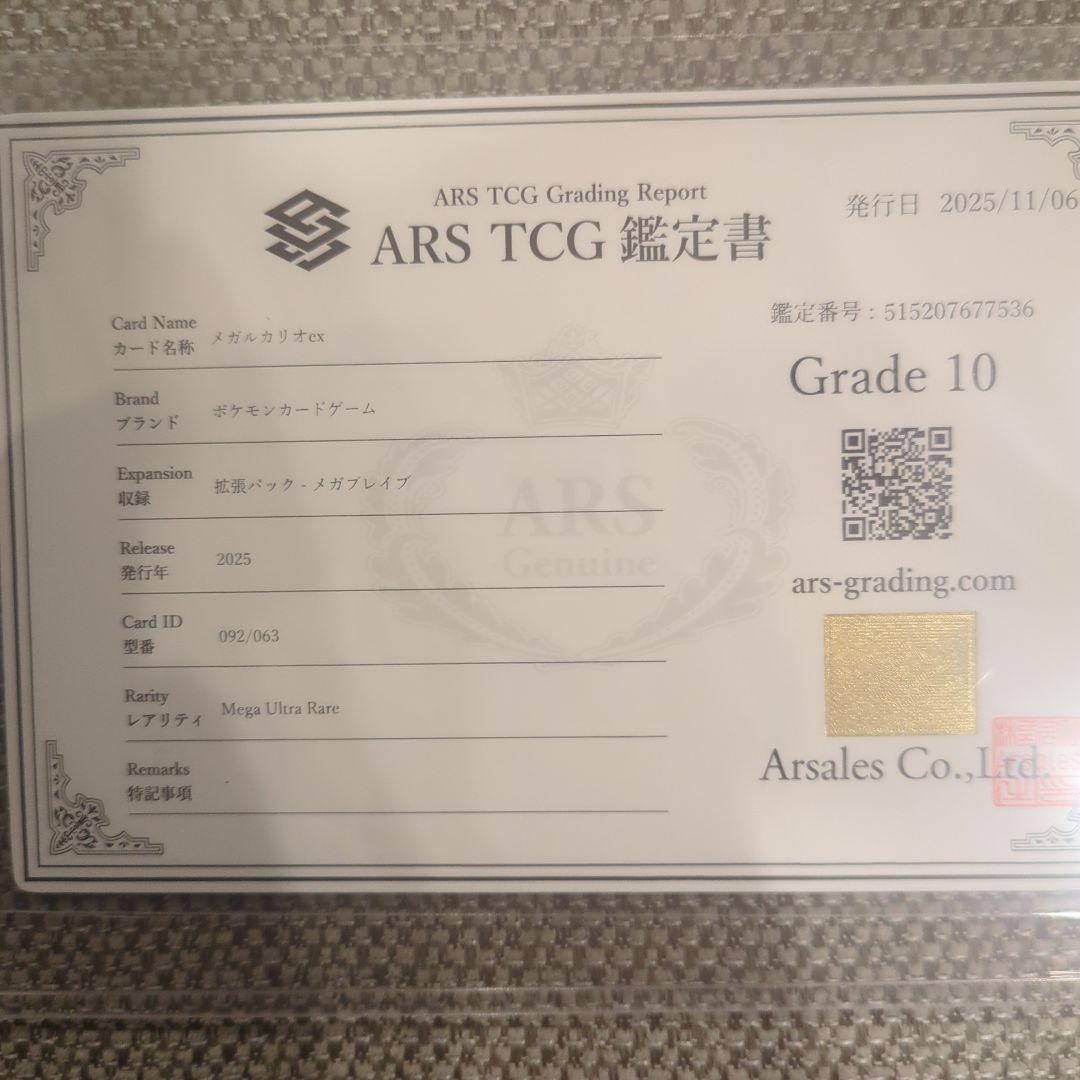 ARS TCG Grading Report
ARS TCG 鑑定書
発行日 2025/11/06
鑑定番号 : 515207677536
Grade 10
ars-grading.com
Arsales Co.,Ltd.
Card Name
カード名称 メガルカリオex
Brand
ブランド ポケモンカードゲーム
Expansion
収録 拡張パック - メガブレイブ
Release
発行年 2025
Card ID
型番 092/063
Rarity
レアリティ Mega Ultra Rare
Remarks
特記事項 -
ARS
Genuine